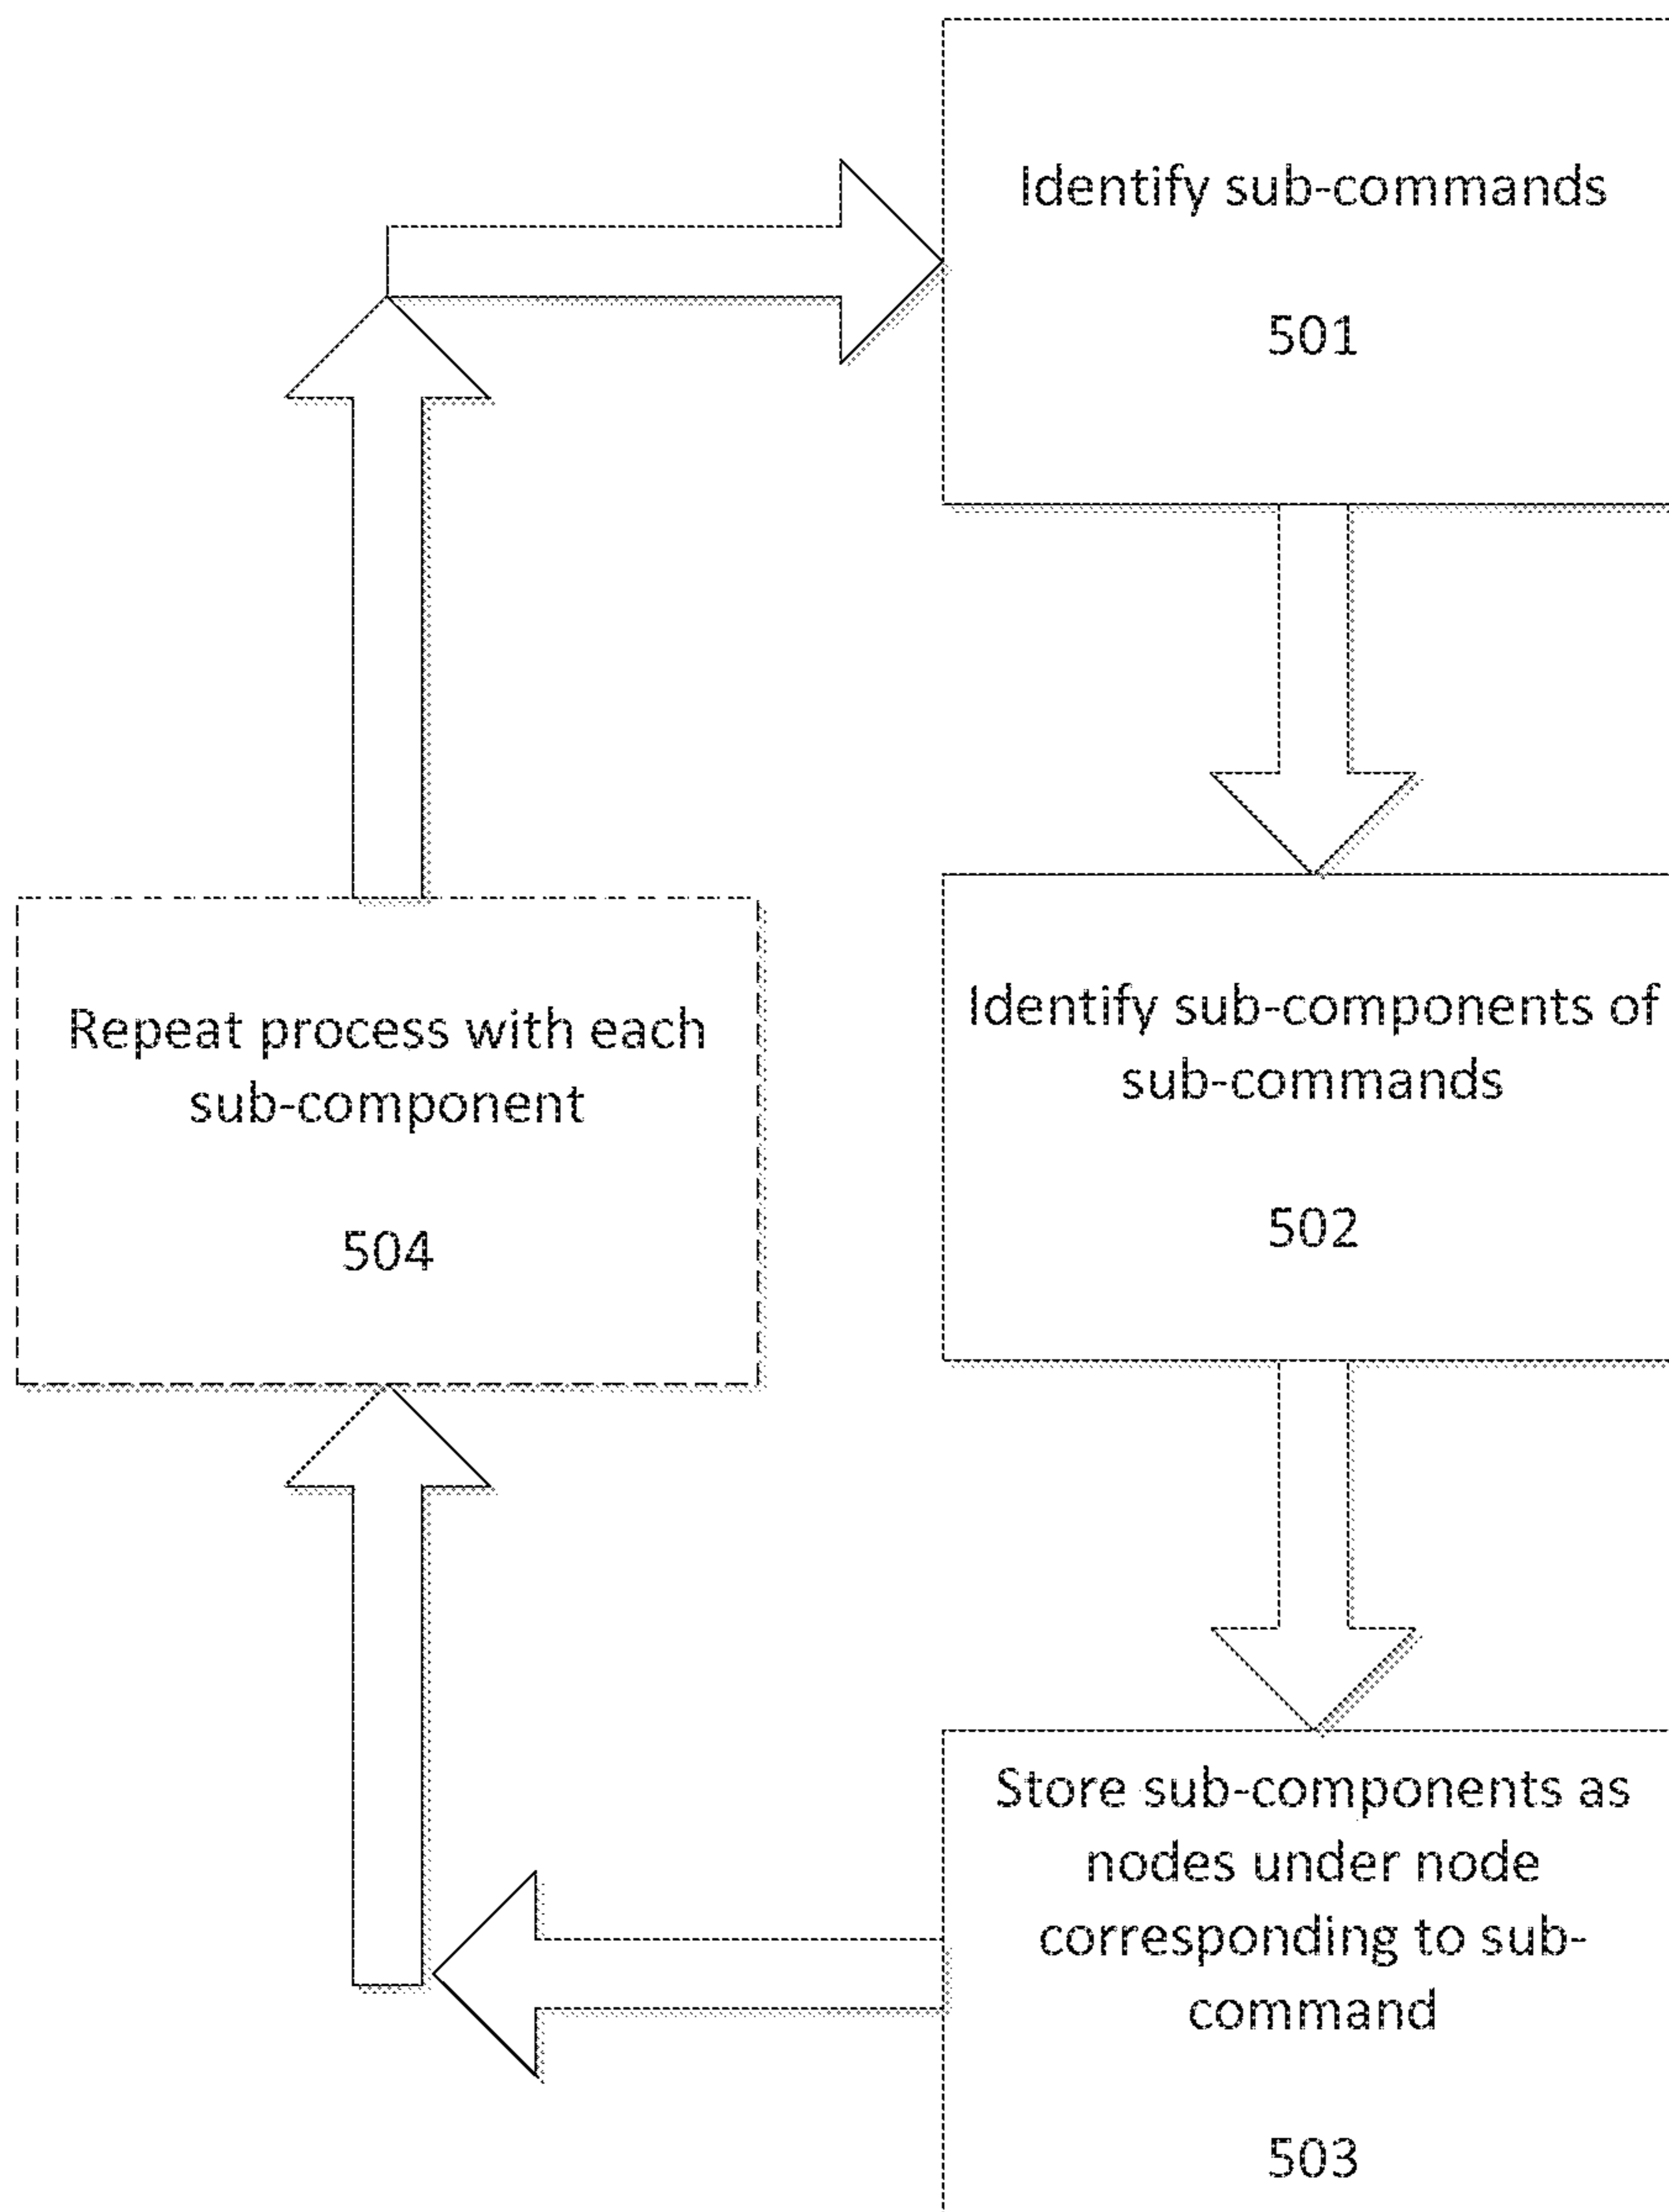 Identify sub-commands
501
Identify sub-components of
sub-commands
502
Repeat process with each
sub-component
504
Store sub-components as
nodes under node
corresponding to sub-
command
503